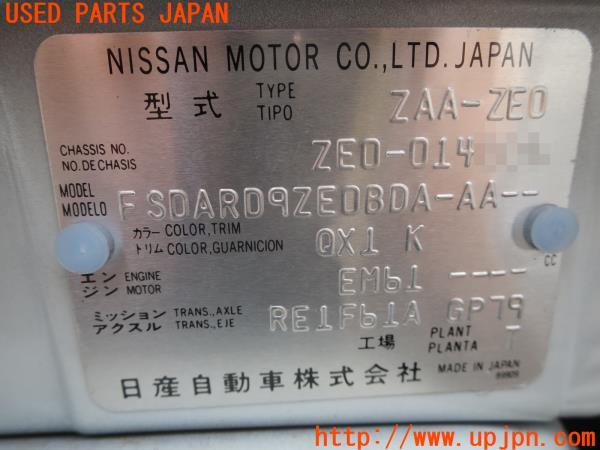 USED PARTS JAPAN
NISSAN MOTOR CO.,LTD. JAPAN
型式 TYPE TIPO ZAA-ZE0
CHASSIS NO. NO. DE CHASIS ZE0-014
MODEL MODELO FSDARD9ZE0BDA-AA--
カラー COLOR,TRIM
トリム COLOR,GUARNICION QX1 K
エンジン ENGINE MOTOR EM61 ---- CC
ミッション TRANS.,AXLE
アクスル TRANS.,EJE RE1F61A GP79
工場 PLANT PLANTA T
日産自動車株式会社 MADE IN JAPAN
http://www.upjpn.com